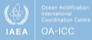 IAEA
Ocean Acidification
International
Coordination Centre
OA-ICC